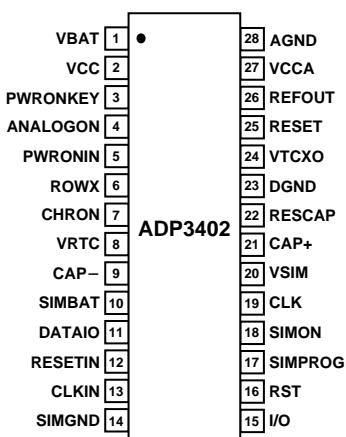 VBAT 1 28 AGND
VCC 2 27 VCCA
PWRONKEY 3 26 REFOUT
ANALOGON 4 25 RESET
PWRONIN 5 24 VTCXO
ROWX 6 23 DGND
CHRON 7 22 RESCAP
ADP3402
VRTC 8 21 CAP+
CAP− 9 20 VSIM
SIMBAT 10 19 CLK
DATAIO 11 18 SIMON
RESETIN 12 17 SIMPROG
CLKIN 13 16 RST
SIMGND 14 15 I/O